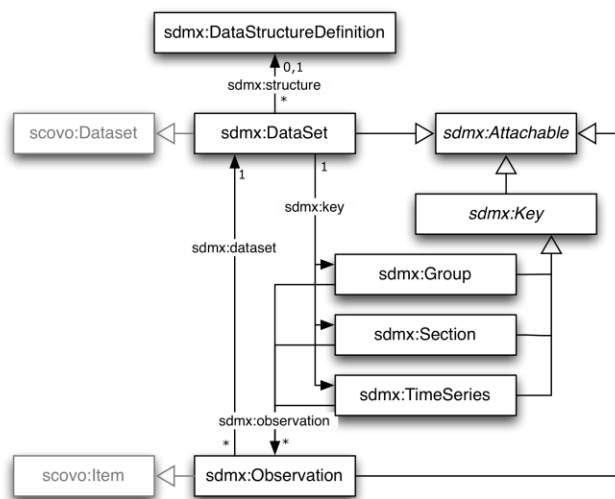 sdmx:DataStructureDefinition
0,1
sdmx:structure
*
scovo:Dataset
sdmx:DataSet
sdmx:Attachable
1
1
sdmx:key
sdmx:Key
sdmx:dataset
sdmx:Group
sdmx:Section
sdmx:TimeSeries
sdmx:observation
*
*
scovo:Item
sdmx:Observation